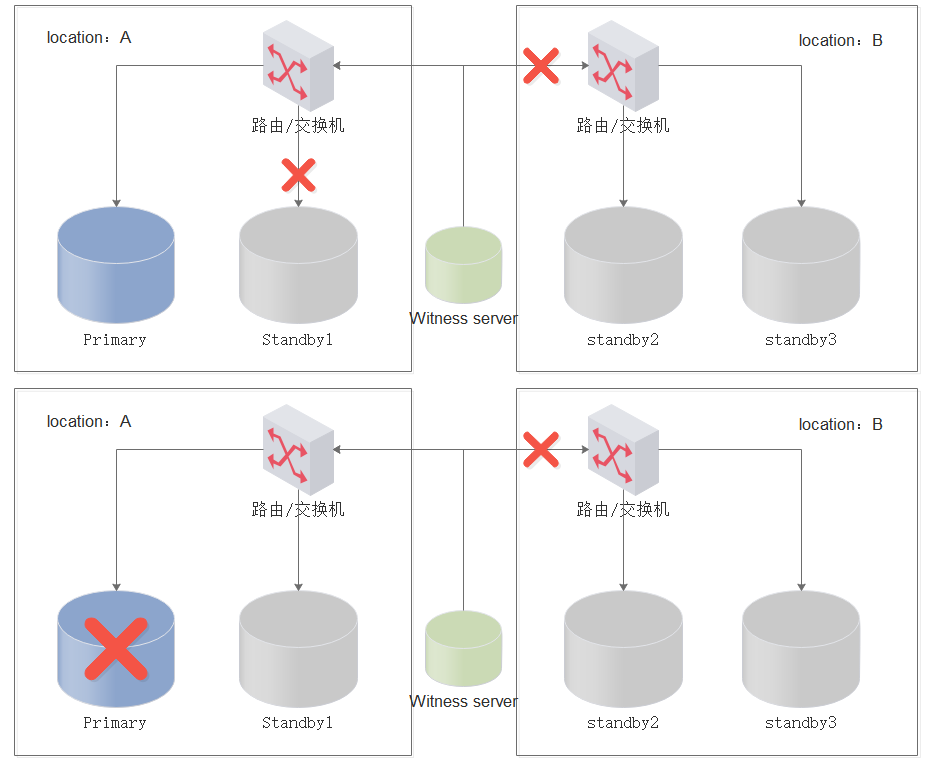 location：A
location：B
路由/交换机
路由/交换机
Witness server
Primary
Standby1
standby2
standby3
location：A
location：B
路由/交换机
路由/交换机
Witness server
Primary
Standby1
standby2
standby3